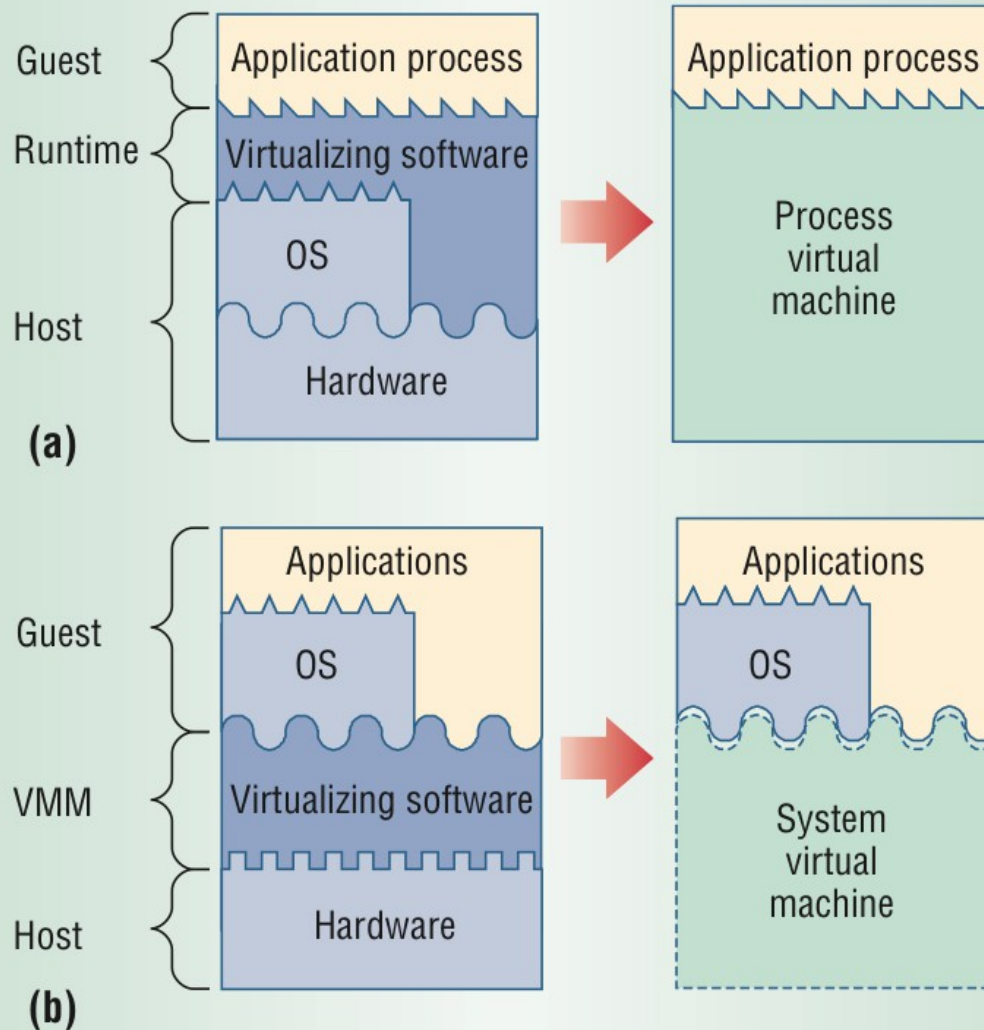 Guest
Runtime
Host
(a)
Application process
Virtualizing software
OS
Hardware
Application process
Process
virtual
machine
Guest
VMM
Host
(b)
Applications
OS
Virtualizing software
Hardware
Applications
OS
System
virtual
machine